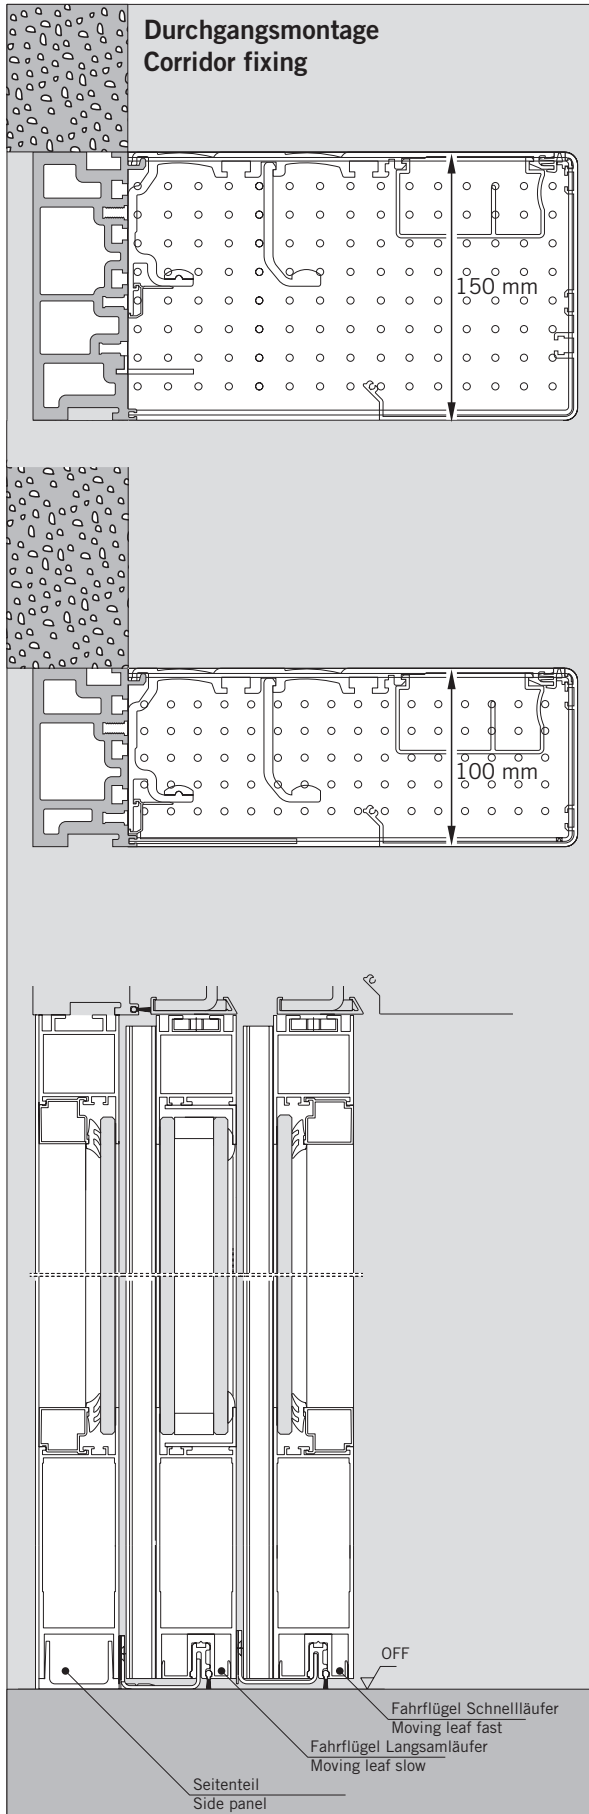 Durchgangsmontage
Corridor fixing
150 mm
100 mm
OFF
Fahrflügel Schnellläufer
Moving leaf fast
Fahrflügel Langsamläufer
Moving leaf slow
Seitenteil
Side panel